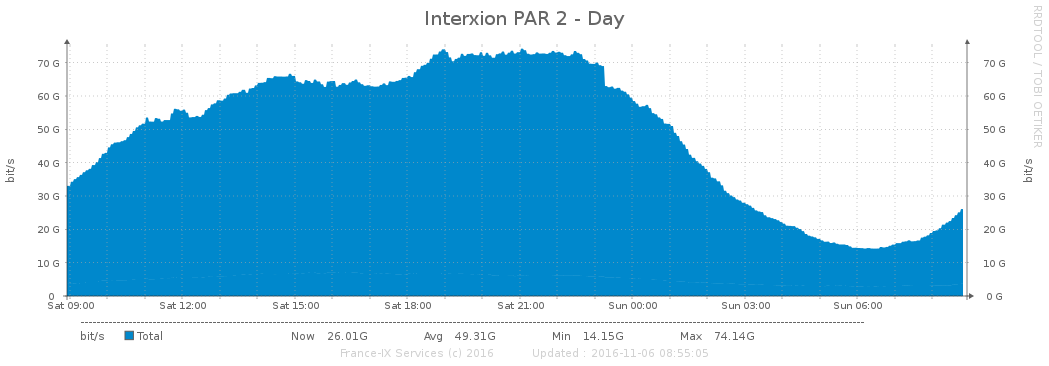 Interxion PAR 2 - Day
RRDTOOL / TOBI OETIKER
bit/s
70 G 70 G
60 G 60 G
50 G 50 G
40 G 40 G
30 G 30 G
20 G 20 G
10 G 10 G
0 0 G
bit/s
Sat 09:00 Sat 12:00 Sat 15:00 Sat 18:00 Sat 21:00 Sun 00:00 Sun 03:00 Sun 06:00
bit/s Total Now 26.01G Avg 49.31G Min 14.15G Max 74.14G
France-IX Services (c) 2016 Updated : 2016-11-06 08:55:05